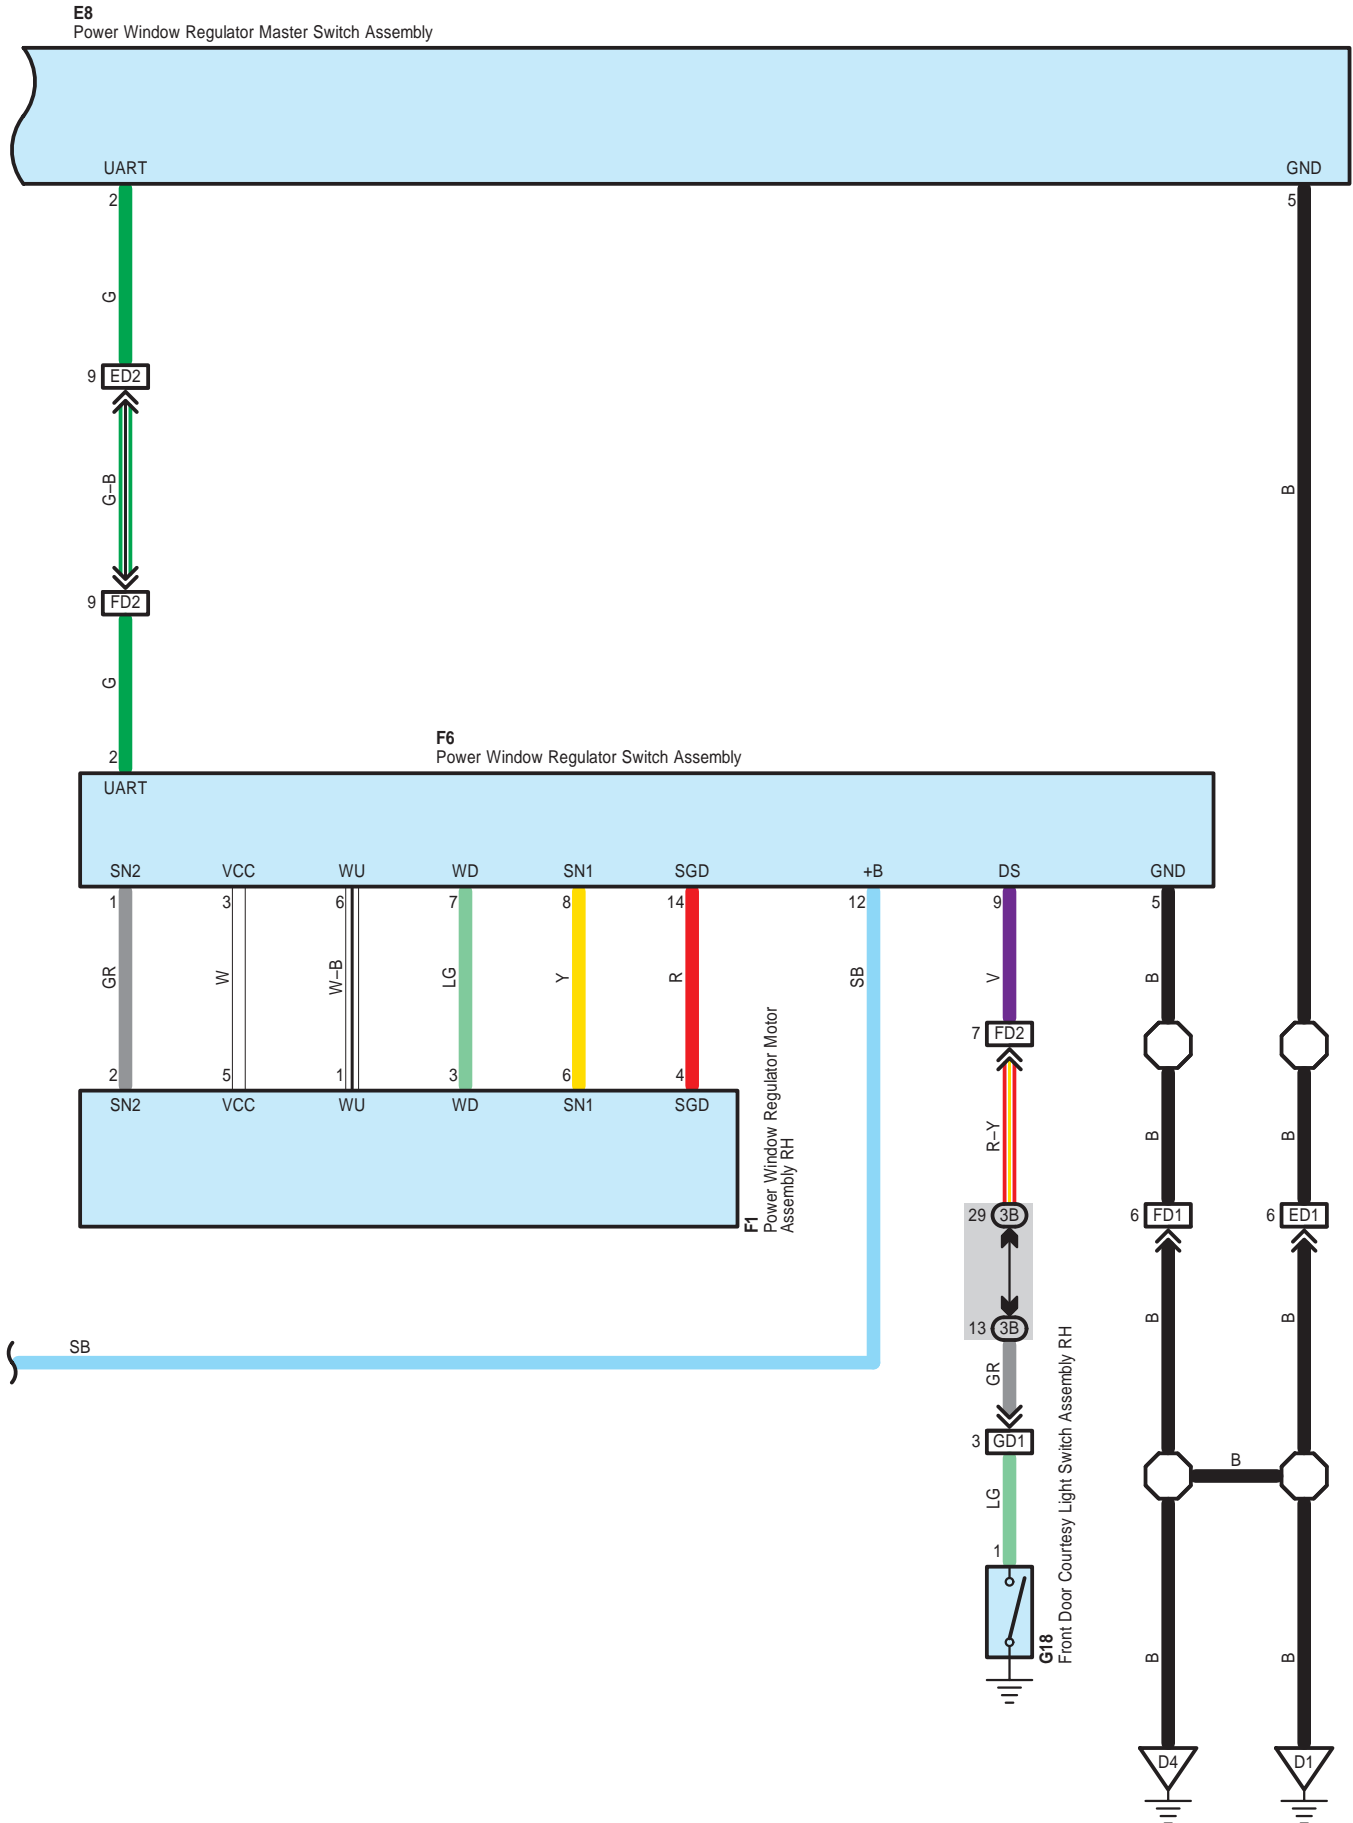 E8
Power Window Regulator Master Switch Assembly
UART
GND
2
5
G
9 ED2
G–B
B
9 FD2
G
2
F6
Power Window Regulator Switch Assembly
UART
SN2 VCC WU WD SN1 SGD +B DS GND
1 3 6 7 8 14 12 9 5
GR W W–B LG Y R SB V B
7 FD2
2 5 1 3 6 4
SN2 VCC WU WD SN1 SGD
F1
Power Window Regulator Motor
Assembly RH
R–Y B B
29 3B
6 FD1
6 ED1
13 3B
B B
SB
GR
3 GD1
B
LG
1
G18
Front Door Courtesy Light Switch Assembly RH
B B
D4 D1